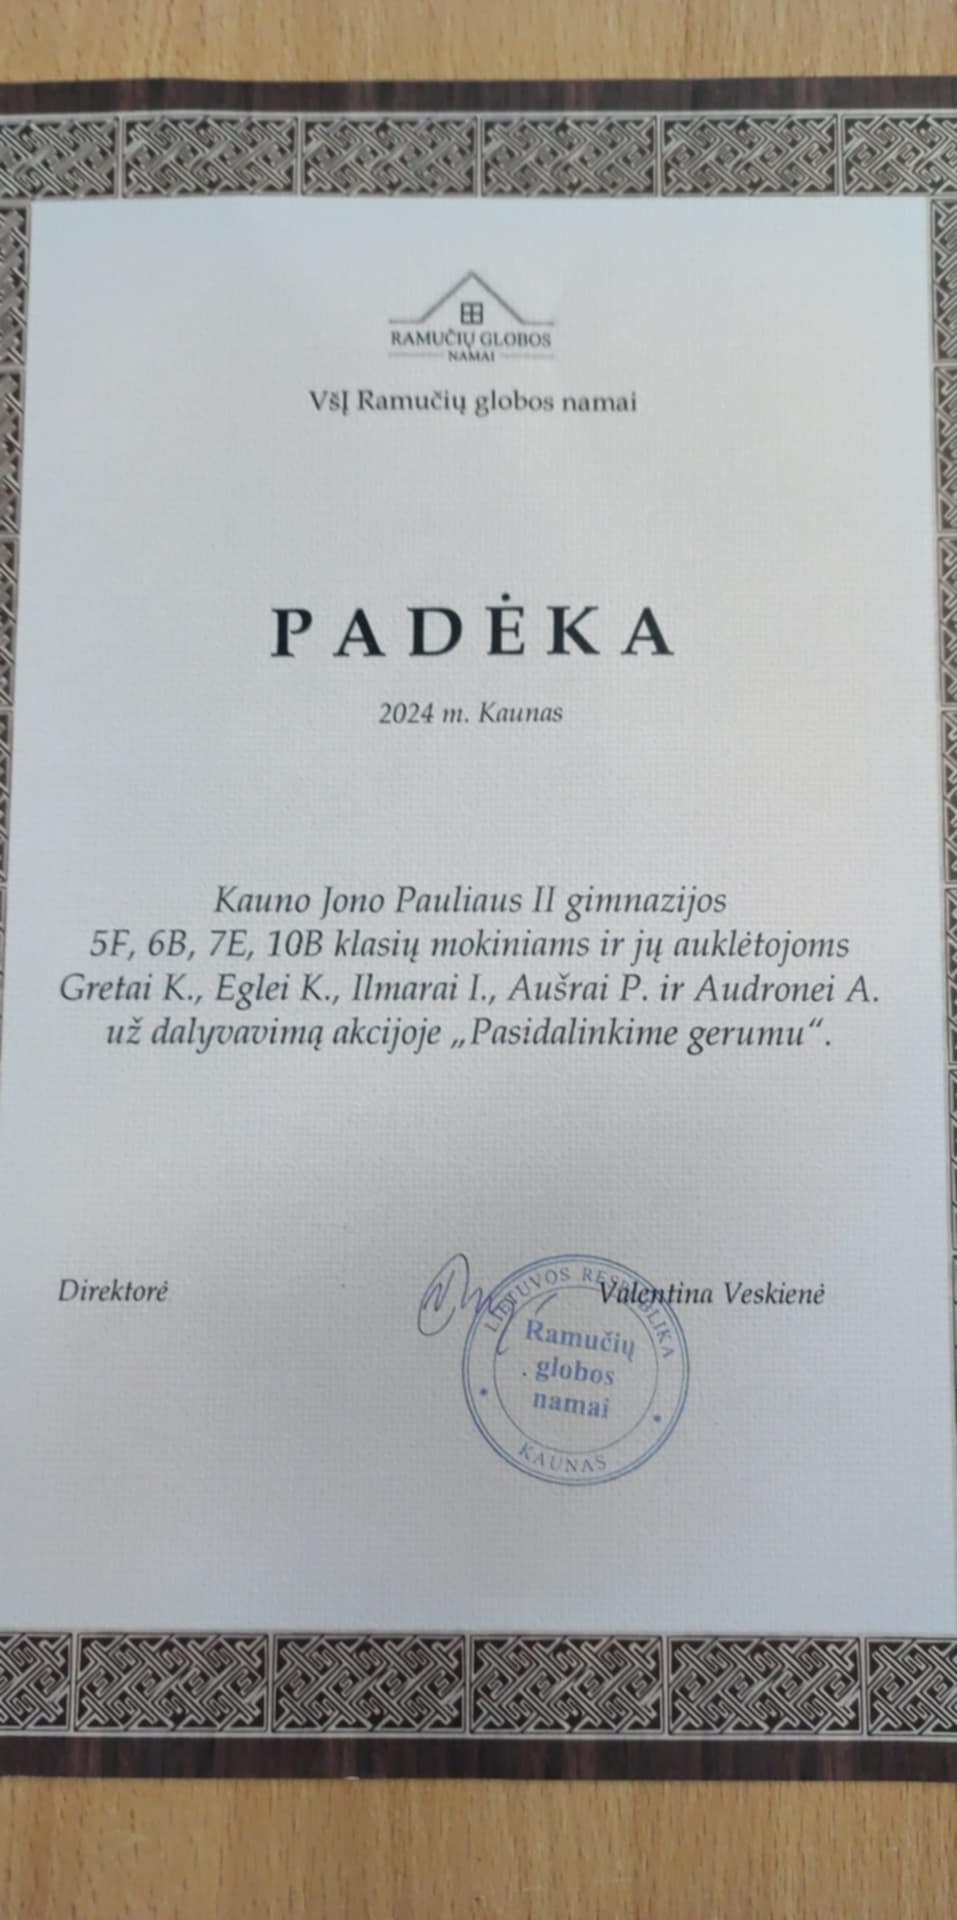 RAMUČIŲ GLOBOS
NAMAI
VšĮ Ramučių globos namai
PADĖKA
2024 m. Kaunas
Kauno Jono Pauliaus II gimnazijos
5F, 6B, 7E, 10B klasių mokiniams ir jų auklėtojoms
Gretai K., Eglei K., Ilmarai I., Aušrai P. ir Audronei A.
už dalyvavimą akcijoje „Pasidalinkime gerumu“.
Direktorė
Valentina Veskienė
LIETUVOS RESPUBLIKA
Ramučių
globos
namai
KAUNAS